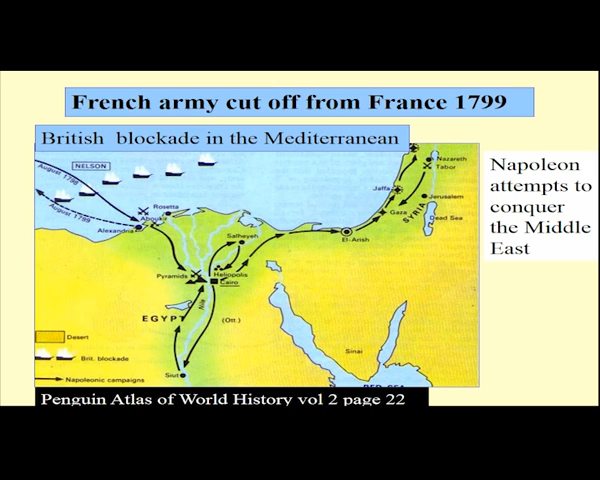 French army cut off from France 1799
British blockade in the Mediterranean
Napoleon
attempts to
conquer
the Middle
East
August 1798
NELSON
August 1799
Rosetta
Aboukir
Alexandria
Nazareth
Tabor
Jaffa
Jerusalem
SYRIA
Gaza
Dead Sea
El-Arish
Salheyeh
Pyramids
Heliopolis
Cairo
Nile
EGYPT
(Ott.)
Sinai
Siut
RED SEA
Desert
Brit. blockade
Napoleonic campaigns
Penguin Atlas of World History vol 2 page 22